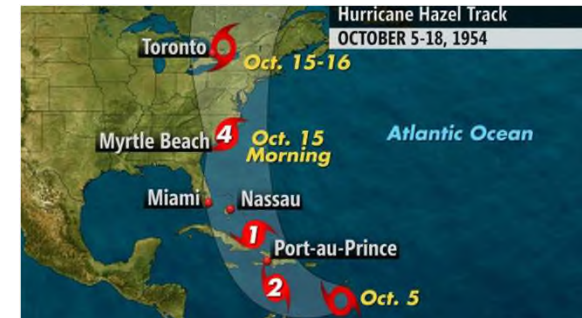 Hurricane Hazel Track
OCTOBER 5-18, 1954
Toronto
Oct. 15-16
Myrtle Beach
4
Oct. 15
Morning
Atlantic Ocean
Miami
Nassau
1
Port-au-Prince
2
Oct. 5